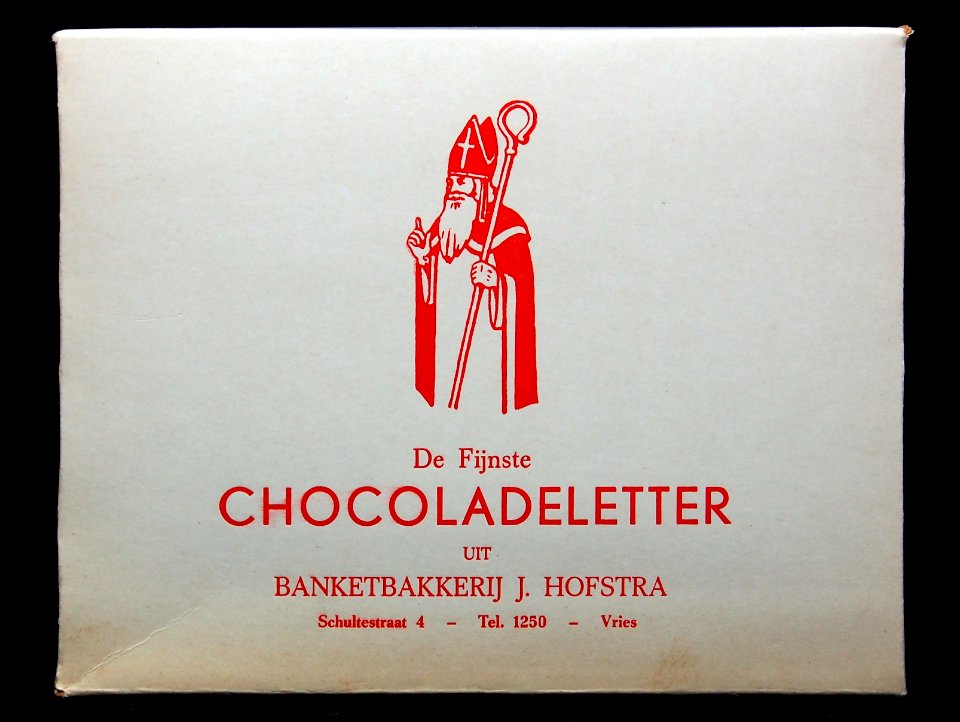 De Fijnste
CHOCOLADELETTER
UIT
BANKETBAKKERIJ J. HOFSTRA
Schultestraat 4 – Tel. 1250 – Vries